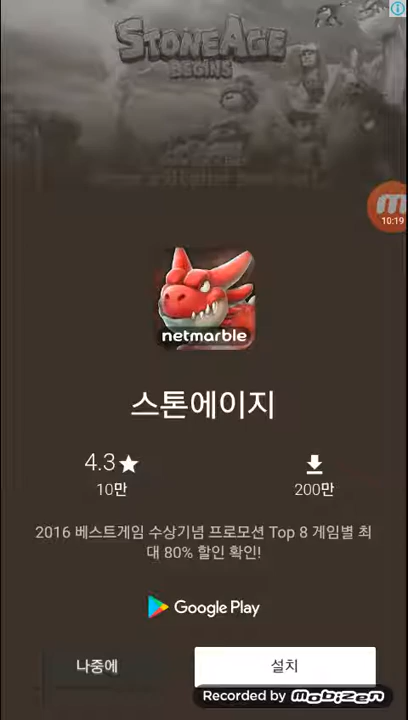 STONEAGE
BEGINS
10:19
netmarble
스톤에이지
4.3
10만
200만
2016 베스트게임 수상기념 프로모션 Top 8 게임별 최
대 80% 할인 확인!
Google Play
나중에
설치
Recorded by mobizen